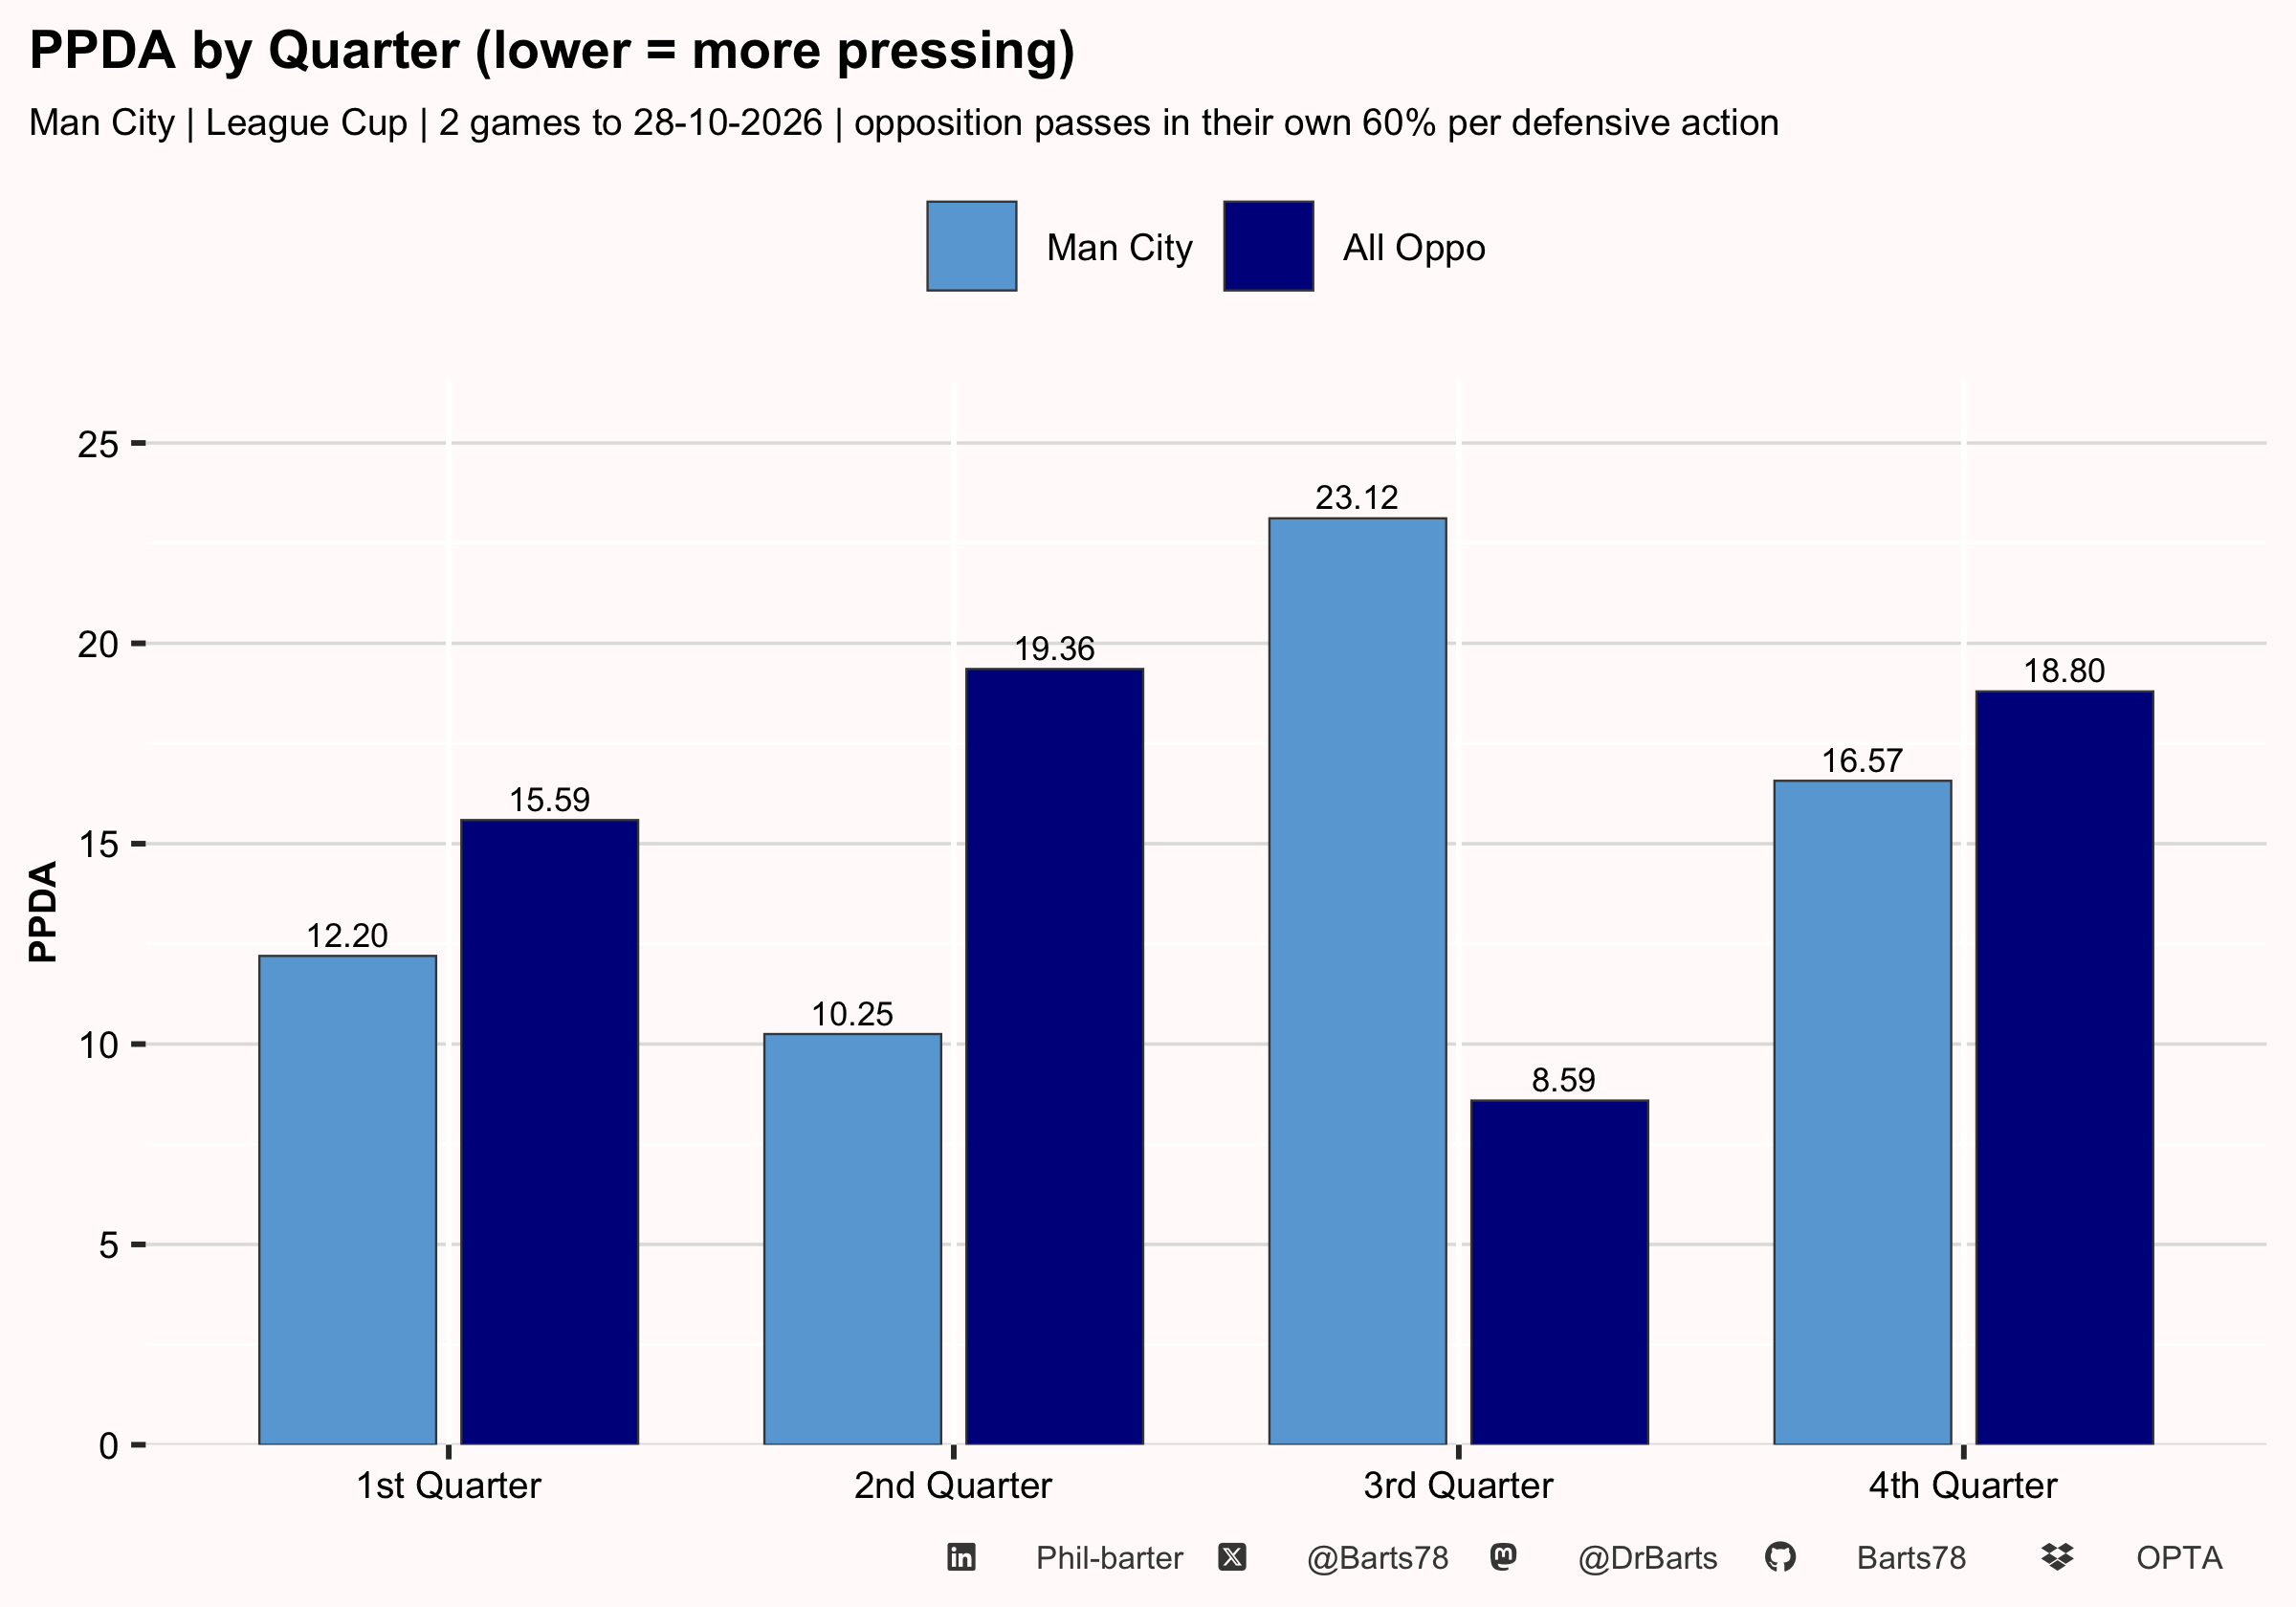 PPDA by Quarter (lower = more pressing)
Man City | League Cup | 2 games to 28-10-2026 | opposition passes in their own 60% per defensive action
Man City
All Oppo
25
20
15
10
5
0
PPDA
12.20
15.59
10.25
19.36
23.12
8.59
16.57
18.80
1st Quarter
2nd Quarter
3rd Quarter
4th Quarter
Phil-barter @Barts78 @DrBarts Barts78 OPTA